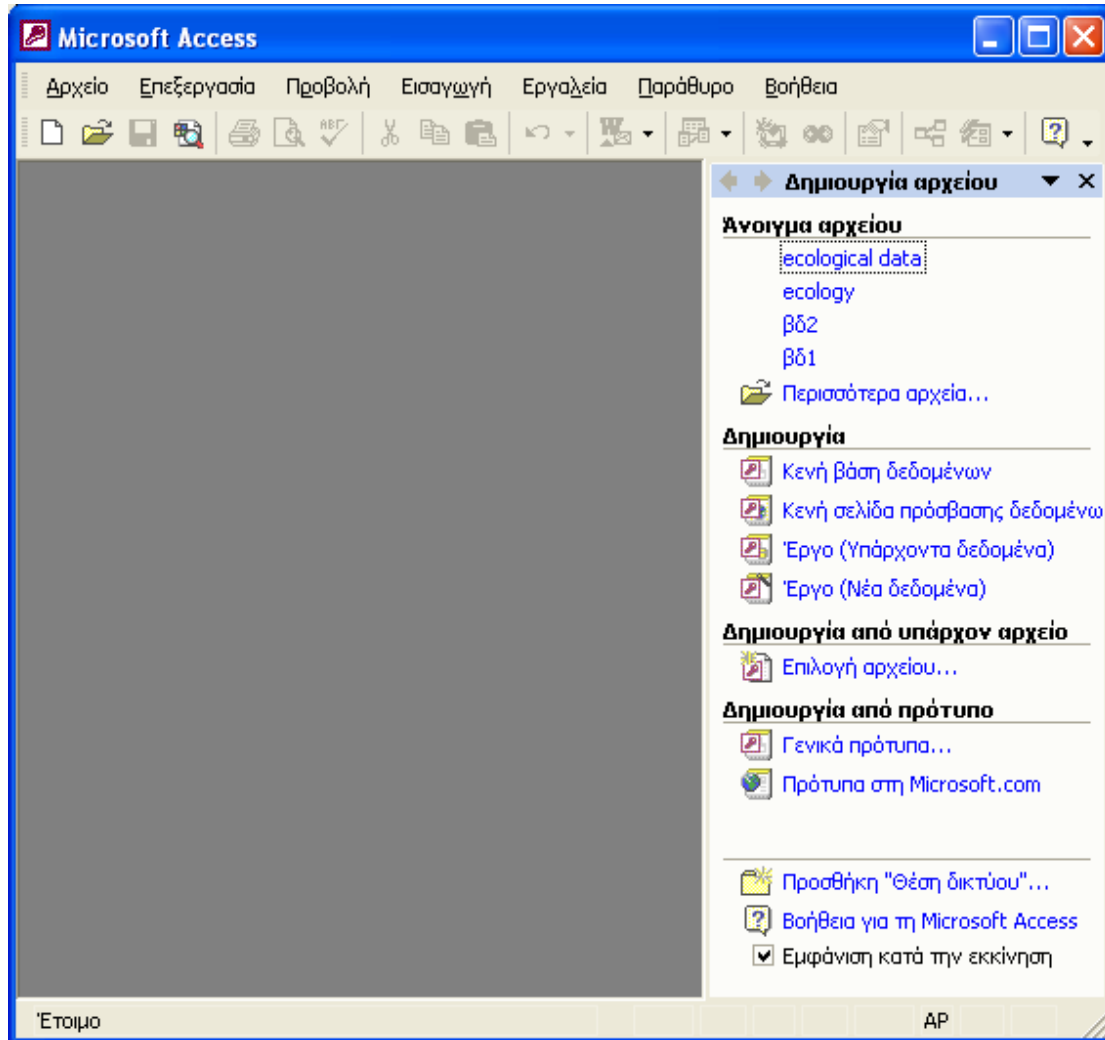 Microsoft Access
Αρχείο Επεξεργασία Προβολή Εισαγωγή Εργαλεία Παράθυρο Βοήθεια
Δημιουργία αρχείου
Άνοιγμα αρχείου
ecological data
ecology
βδ2
βδ1
Περισσότερα αρχεία...
Δημιουργία
Κενή βάση δεδομένων
Κενή σελίδα πρόσβασης δεδομένω
Έργο (Υπάρχοντα δεδομένα)
Έργο (Νέα δεδομένα)
Δημιουργία από υπάρχον αρχείο
Επιλογή αρχείου...
Δημιουργία από πρότυπο
Γενικά πρότυπα...
Πρότυπα στη Microsoft.com
Προσθήκη "Θέση δικτύου"...
Βοήθεια για τη Microsoft Access
Εμφάνιση κατά την εκκίνηση
Έτοιμο ΑΡ